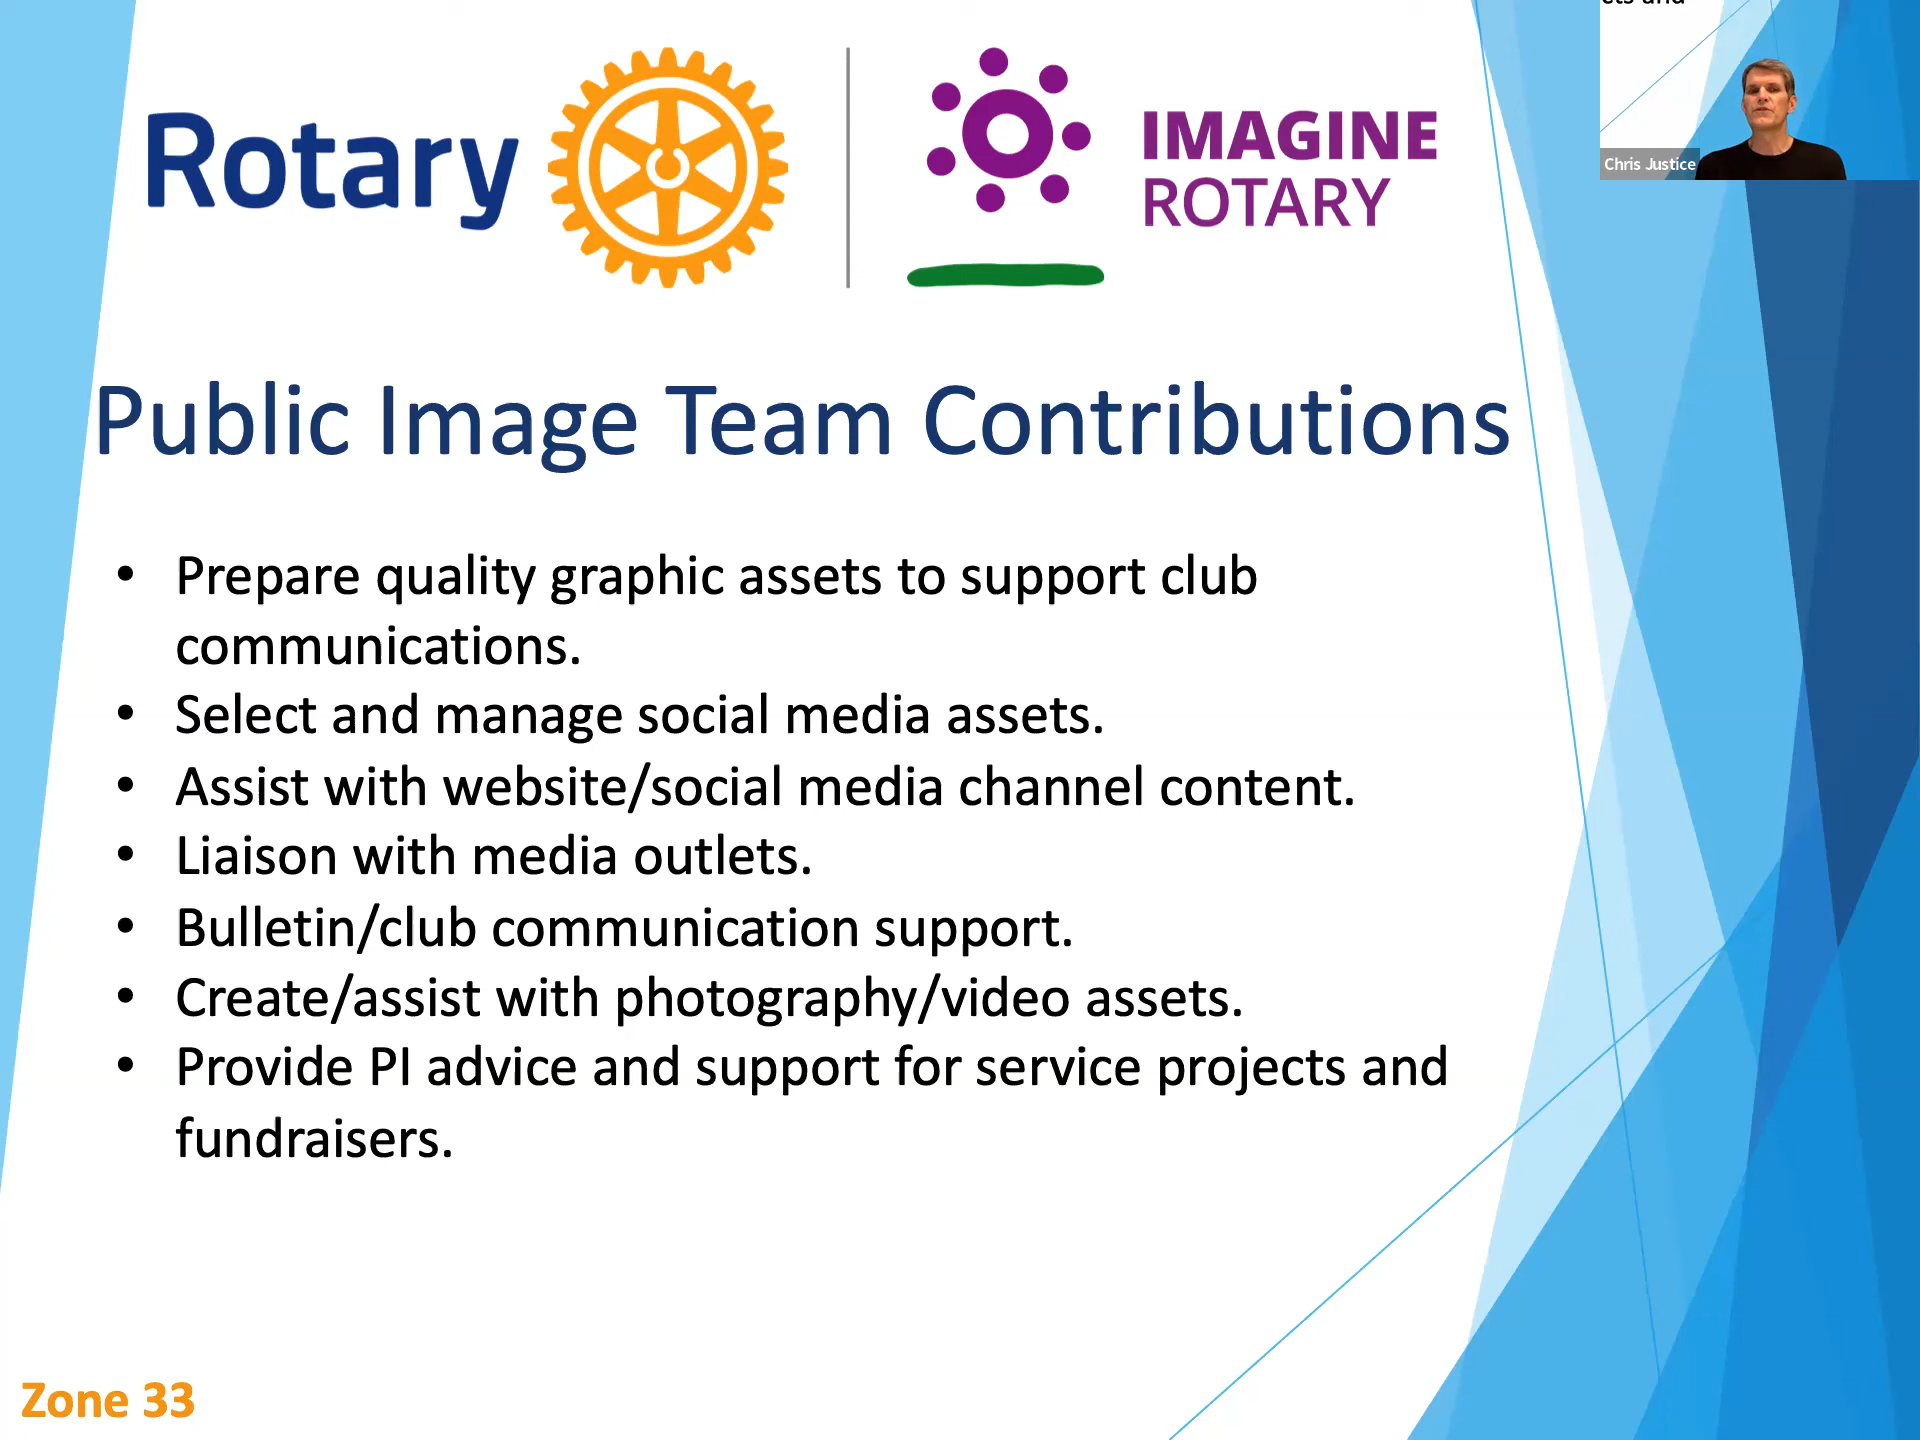 ets and
Rotary
IMAGINE
ROTARY
Chris Justice
Public Image Team Contributions
• Prepare quality graphic assets to support club
communications.
• Select and manage social media assets.
• Assist with website/social media channel content.
• Liaison with media outlets.
• Bulletin/club communication support.
• Create/assist with photography/video assets.
• Provide PI advice and support for service projects and
fundraisers.
Zone 33